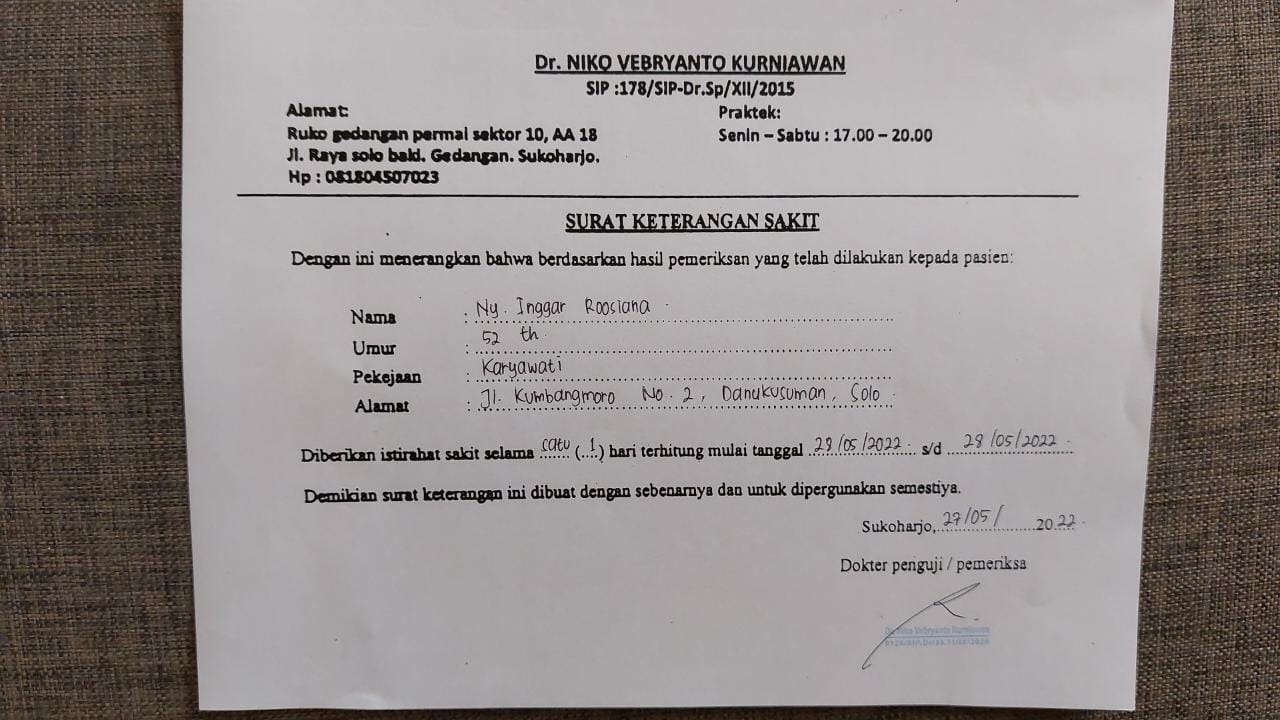 Dr. NIKO VEBRYANTO KURNIAWAN
SIP :178/SIP-Dr.Sp/XII/2015
Alamat:
Ruko gedangan permai sektor 10, AA 18
Jl. Raya solo baki. Gedangan. Sukoharjo.
Hp : 081804507023
Praktek:
Senin – Sabtu : 17.00 – 20.00
SURAT KETERANGAN SAKIT
Dengan ini menerangkan bahwa berdasarkan hasil pemeriksan yang telah dilakukan kepada pasien:
Nama : Ny. Inggar Roosiana
Umur : 52 th.
Pekejaan : Karyawati
Alamat : Jl. Kumbangmoro No. 2, Danukusuman, Solo
Diberikan istirahat sakit selama satu (1) hari terhitung mulai tanggal 28/05/2022 s/d 28/05/2022
Demikian surat keterangan ini dibuat dengan sebenarnya dan untuk dipergunakan semestiya.
Sukoharjo, 27/05/ 2022
Dokter penguji / pemeriksa
Dr. Niko Vebryanto Kurniawan